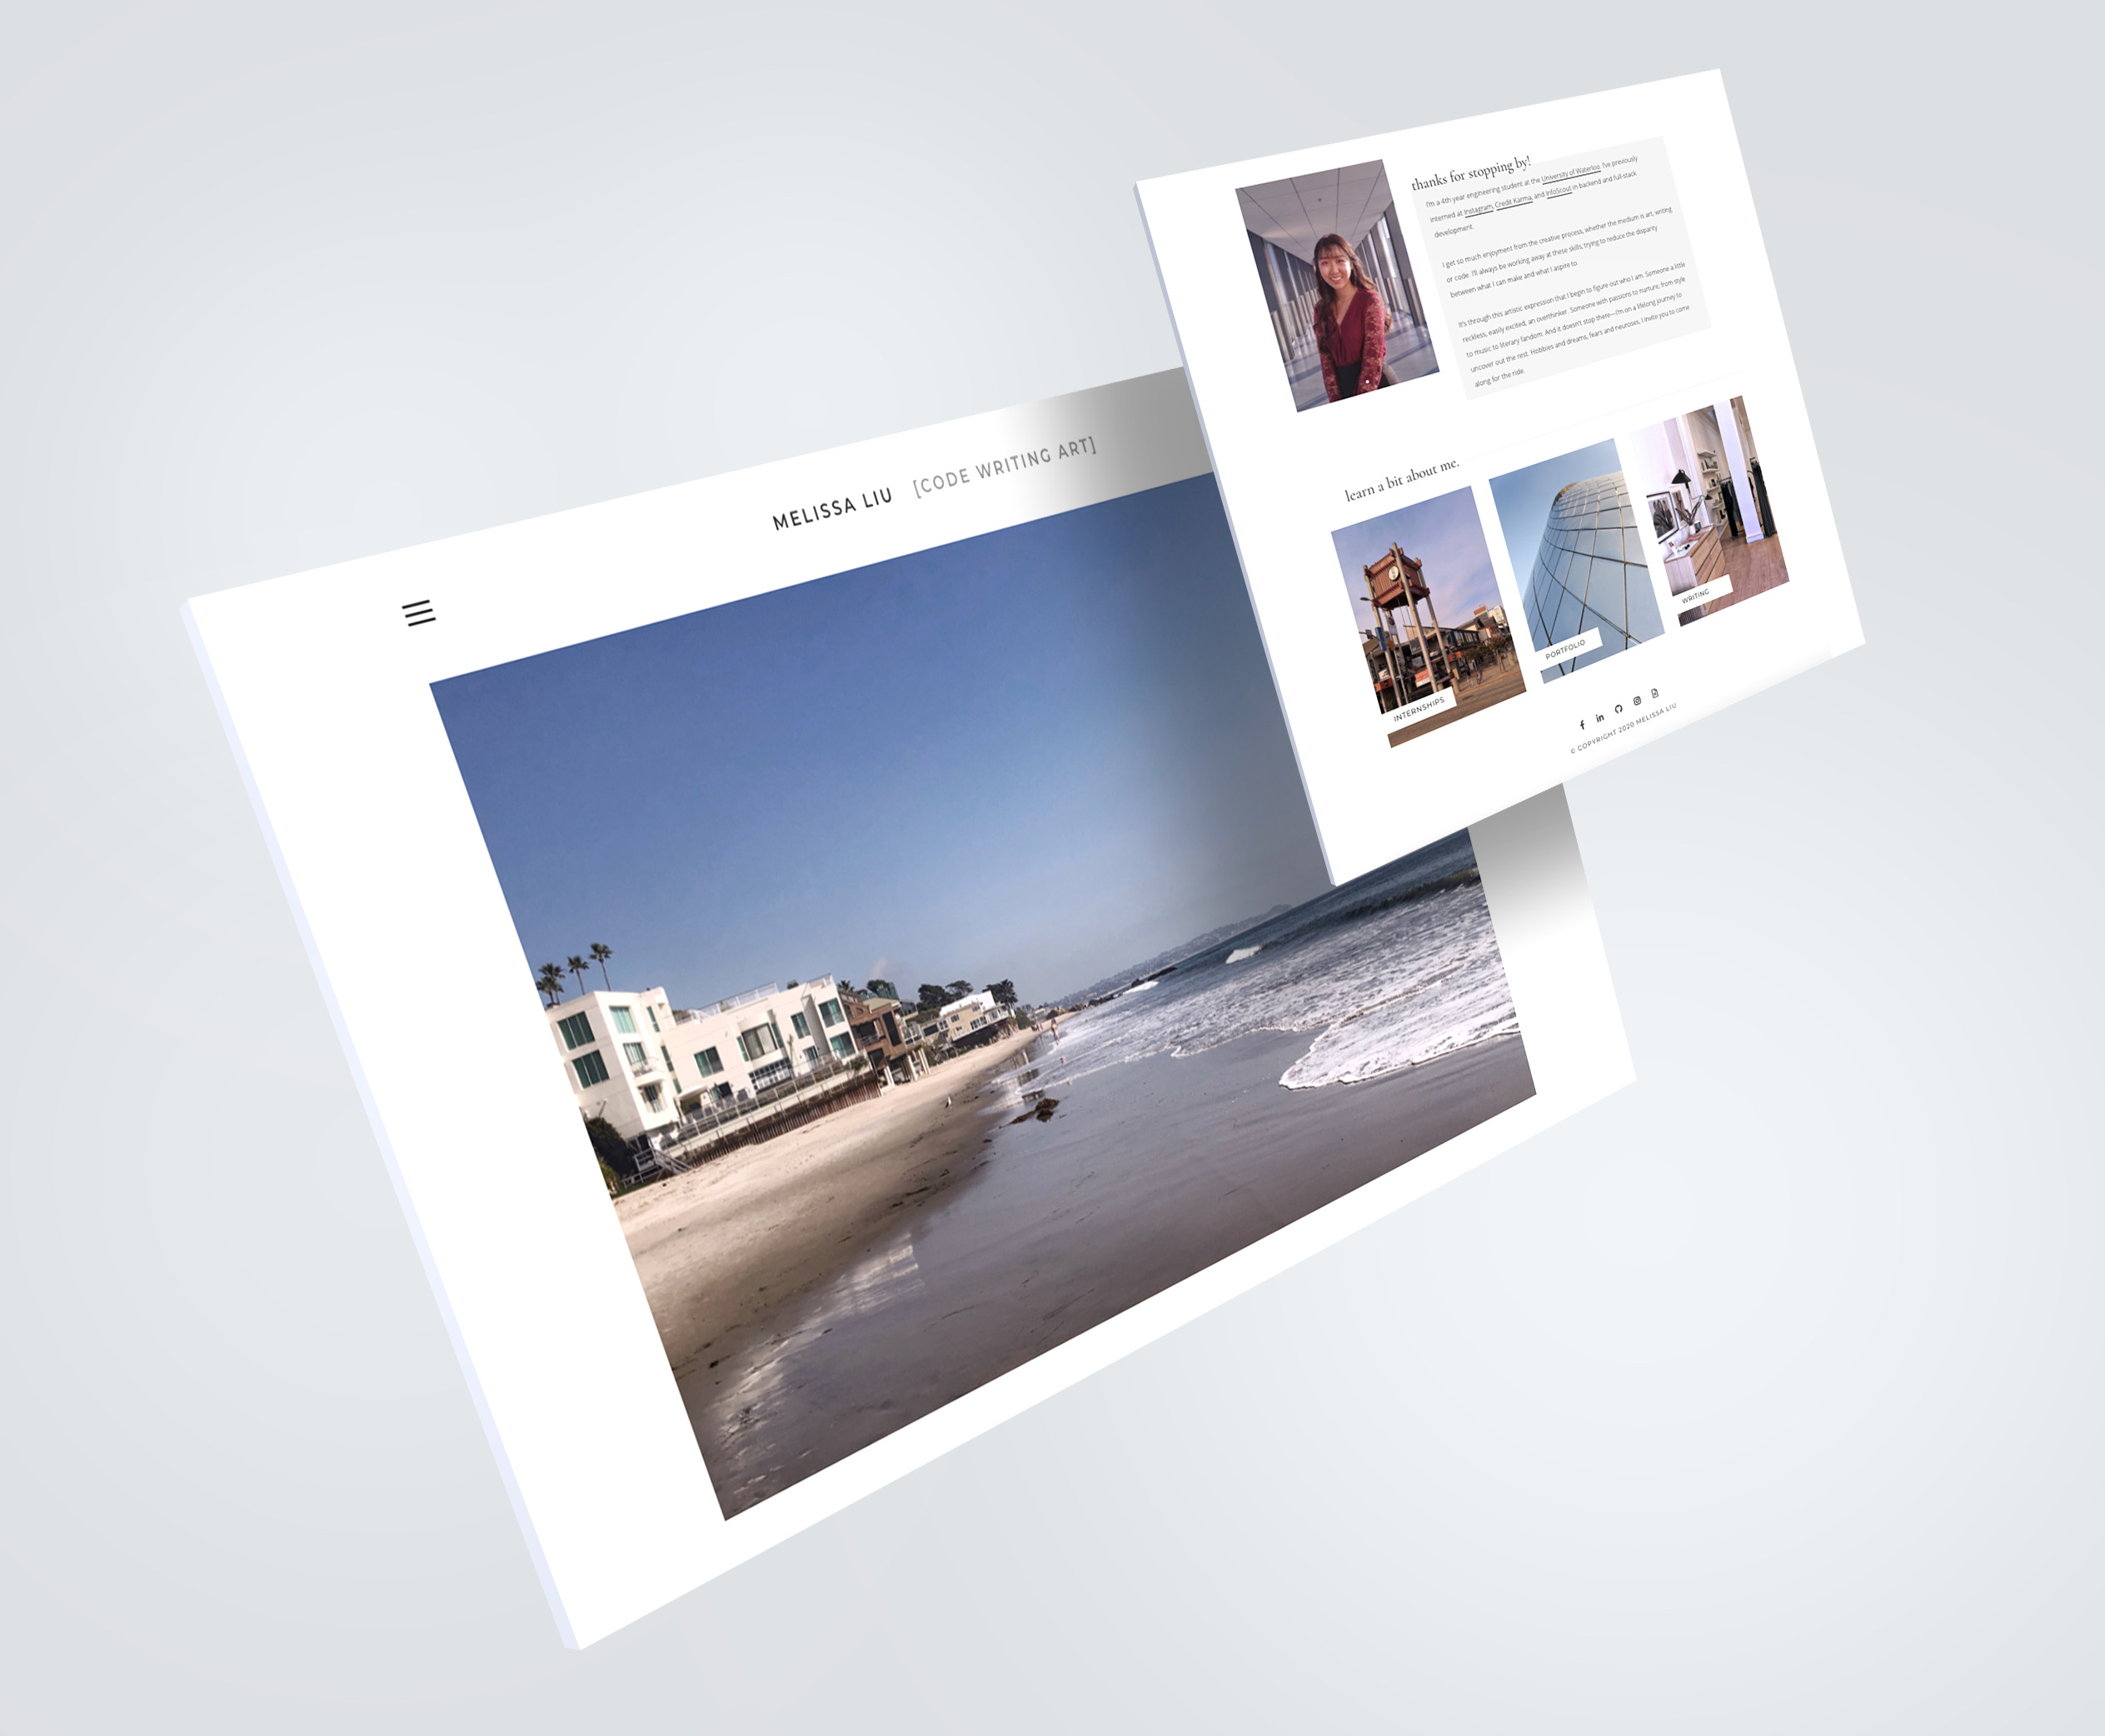 MELISSA LIU [CODE WRITING ART]
thanks for stopping by!
I'm a 4th year engineering student at the University of Waterloo. I've previously
interned at Instagram, Credit Karma, and InfoScout in backend and full-stack
development.
I get so much enjoyment from the creative process, whether the medium is art, writing
or code. I'll always be working away at these skills, trying to reduce the disparity
between what I can make and what I aspire to.
It's through this artistic expression that I begin to figure out who I am. Someone a little
reckless, easily excited, an overthinker. Someone with passions to nurture, from style
to music to literary fandom. And it doesn't stop there—I'm on a lifelong journey to
uncover out the rest. Hobbies and dreams, fears and neuroses, I invite you to come
along for the ride.
learn a bit about me.
INTERNSHIPS
PORTFOLIO
WRITING
© COPYRIGHT 2020 MELISSA LIU